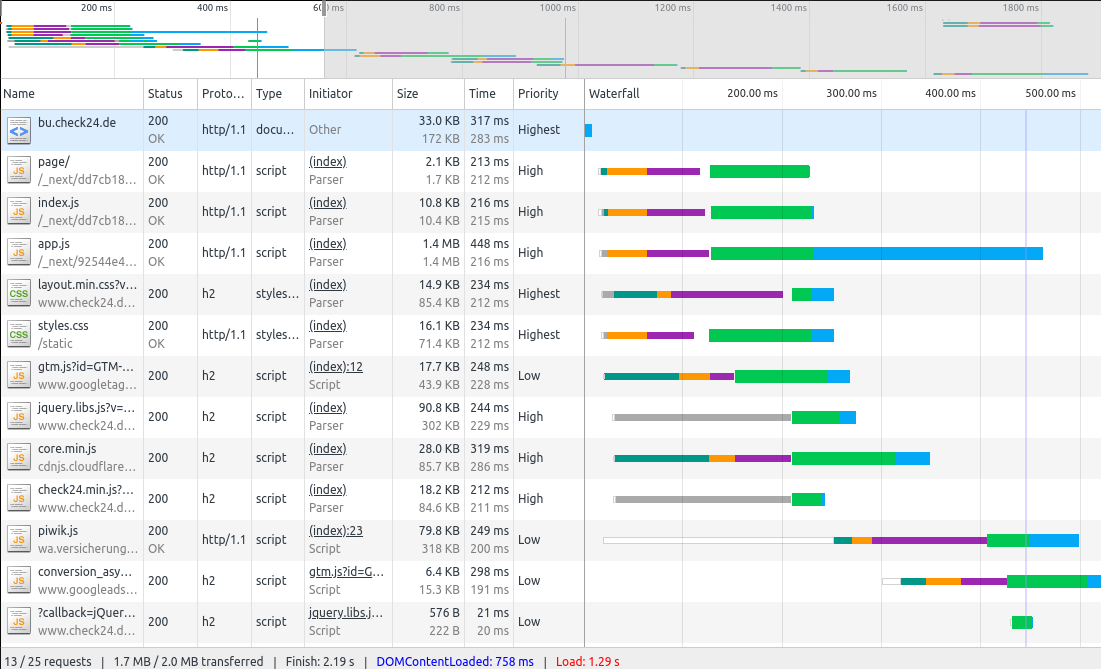 200 ms 400 ms 600 ms 800 ms 1000 ms 1200 ms 1400 ms 1600 ms 1800 ms
Name Status Proto... Type Initiator Size Time Priority Waterfall 200.00 ms 300.00 ms 400.00 ms 500.00 ms
bu.check24.de 200 http/1.1 docu... Other 33.0 KB 317 ms Highest
OK 172 KB 283 ms
page/ 200 http/1.1 script (index) 2.1 KB 213 ms High
/_next/dd7cb18... OK Parser 1.7 KB 212 ms
index.js 200 http/1.1 script (index) 10.8 KB 216 ms High
/_next/dd7cb18... OK Parser 10.4 KB 215 ms
app.js 200 http/1.1 script (index) 1.4 MB 448 ms High
/_next/92544e4... OK Parser 1.4 MB 216 ms
layout.min.css?v... 200 h2 styles... (index) 14.9 KB 234 ms Highest
www.check24.d... Parser 85.4 KB 212 ms
styles.css 200 http/1.1 styles... (index) 16.1 KB 234 ms Highest
/static OK Parser 71.4 KB 212 ms
gtm.js?id=GTM-... 200 h2 script (index):12 17.7 KB 248 ms Low
www.googletag... Script 43.9 KB 228 ms
jquery.libs.js?v=... 200 h2 script (index) 90.8 KB 244 ms High
www.check24.d... Parser 302 KB 229 ms
core.min.js 200 h2 script (index) 28.0 KB 319 ms High
cdnjs.cloudflare... Parser 85.7 KB 286 ms
check24.min.js?... 200 h2 script (index) 18.2 KB 212 ms High
www.check24.d... Parser 84.6 KB 211 ms
piwik.js 200 http/1.1 script (index):23 79.8 KB 249 ms Low
wa.versicherung... OK Script 318 KB 200 ms
conversion_asy... 200 h2 script gtm.js?id=G... 6.4 KB 298 ms Low
www.googleads... Script 15.3 KB 191 ms
?callback=jQuer... 200 h2 script jquery.libs.j... 576 B 21 ms Low
www.check24.d... Script 222 B 20 ms
13 / 25 requests | 1.7 MB / 2.0 MB transferred | Finish: 2.19 s | DOMContentLoaded: 758 ms | Load: 1.29 s